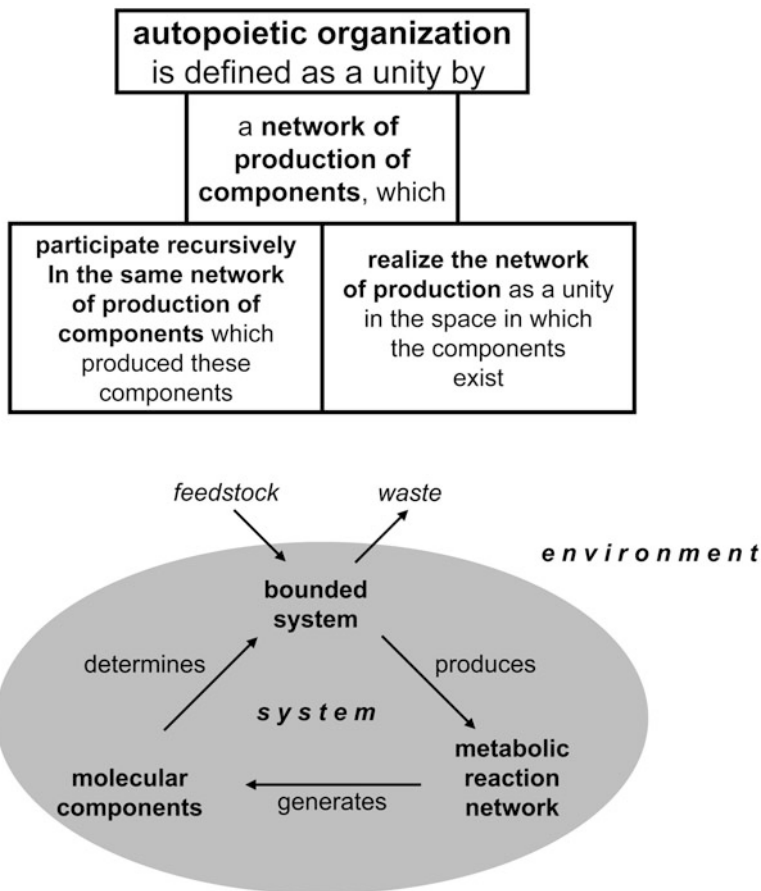 autopoietic organization
is defined as a unity by
a network of
production of
components, which
participate recursively
In the same network
of production of
components which
produced these
components
realize the network
of production as a unity
in the space in which
the components
exist
feedstock
waste
environment
bounded
system
determines
produces
system
molecular
components
generates
metabolic
reaction
network